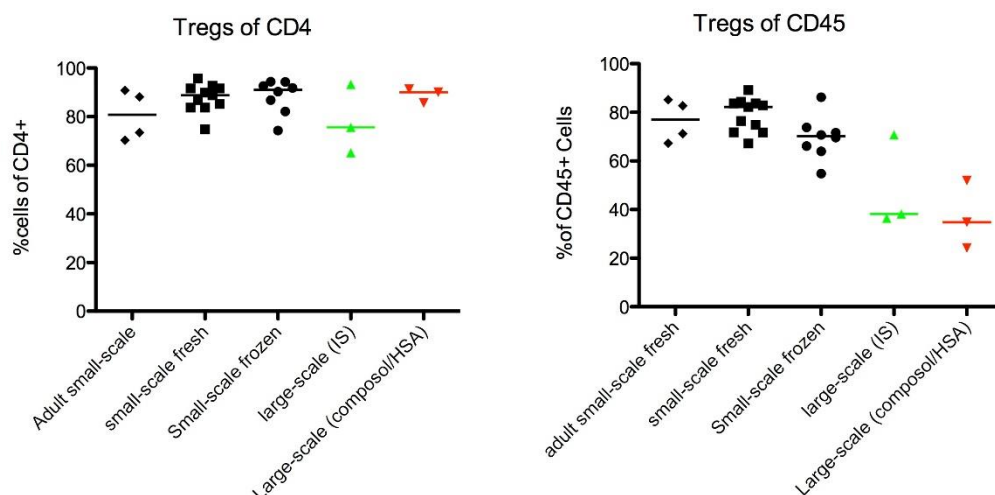 Tregs of CD4
%cells of CD4+
100
80
60
40
20
0
Adult small-scale
small-scale fresh
Small-scale frozen
large-scale (IS)
Large-scale (composol/HSA)
Tregs of CD45
%of CD45+ Cells
100
80
60
40
20
0
adult small-scale fresh
small-scale fresh
Small-scale frozen
large-scale (IS)
Large-scale (composol/HSA)